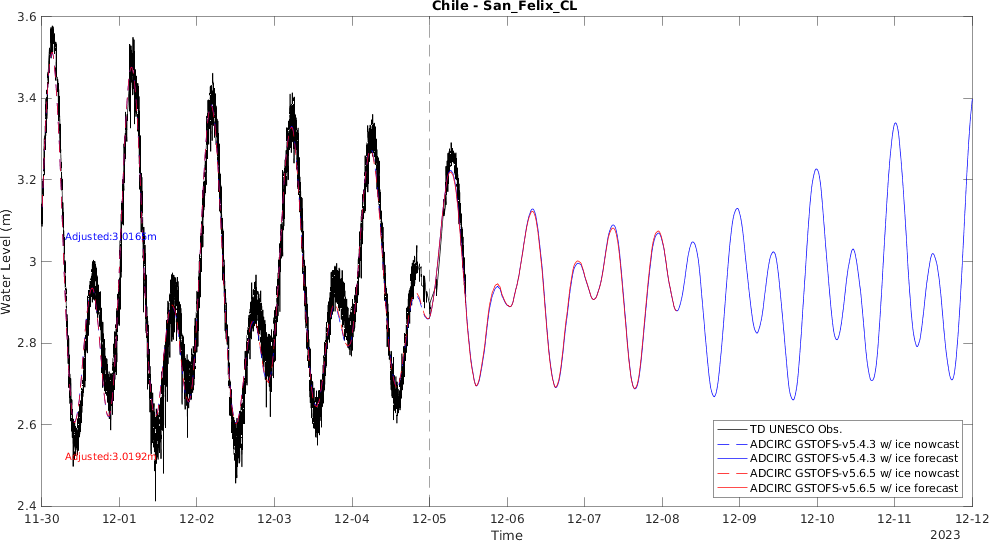 Chile - San_Felix_CL
Water Level (m)
3.6
3.4
3.2
3
2.8
2.6
2.4
Adjusted:3.0165m
Adjusted:3.0192m
TD UNESCO Obs.
ADCIRC GSTOFS-v5.4.3 w/ ice nowcast
ADCIRC GSTOFS-v5.4.3 w/ ice forecast
ADCIRC GSTOFS-v5.6.5 w/ ice nowcast
ADCIRC GSTOFS-v5.6.5 w/ ice forecast
11-30 12-01 12-02 12-03 12-04 12-05 12-06 12-07 12-08 12-09 12-10 12-11 12-12
Time
2023